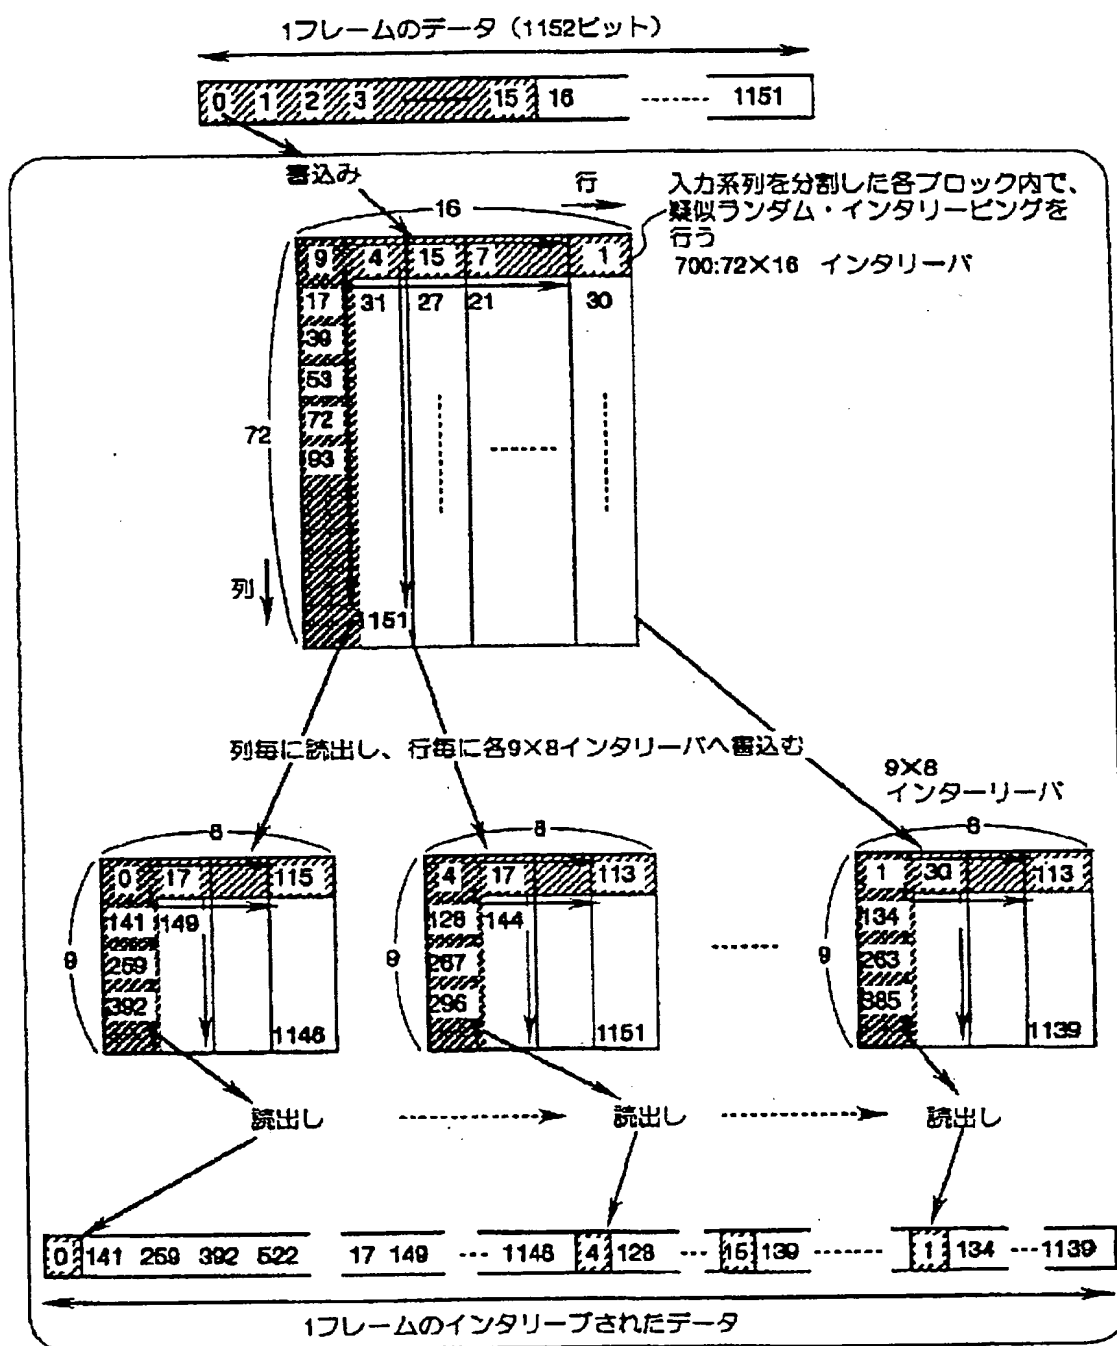 1フレームのデータ（1152ビット）
0 1 2 3 15 16 -------- 1151
書込み
行
16
入力系列を分割した各ブロック内で、
疑似ランダム・インタリービングを
行う
700:72×16 インタリーバ
9 4 15 7 1
17 31 27 21 30
39
53
72
93
72
列
1151
列毎に読出し、行毎に各9×8インタリーバへ書込む
9×8
インターリーバ
8 8 8
0 17 115 4 17 113 1 30 113
141 149 128 144 134
9 259 9 267 9 263
392 296 385
1146 1151 1139
読出し 読出し 読出し
0 141 259 392 522 17 149 --- 1148 4 128 --- 15 139 ------- 1 134 --- 1139
1フレームのインタリーブされたデータ